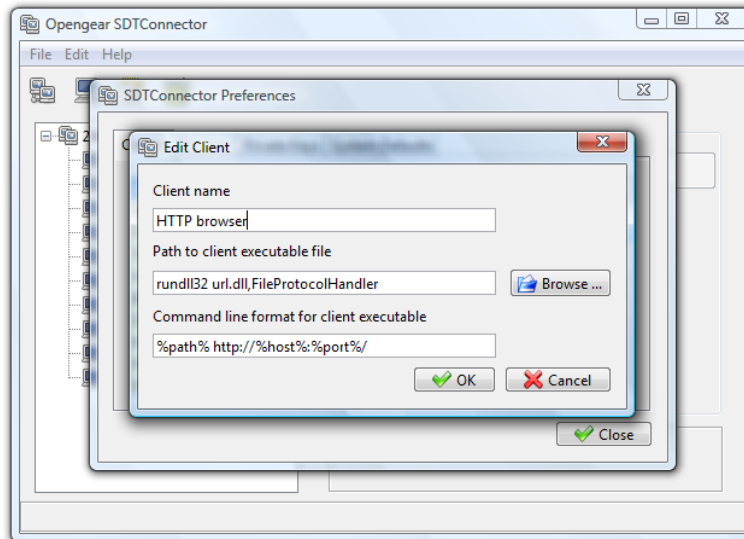 Opengear SDTConnector
File Edit Help
SDTConnector Preferences
2
Edit Client
Client name
HTTP browser
Path to client executable file
rundll32 url.dll,FileProtocolHandler
Browse ...
Command line format for client executable
%path% http://%host%:%port%/
OK
Cancel
Close